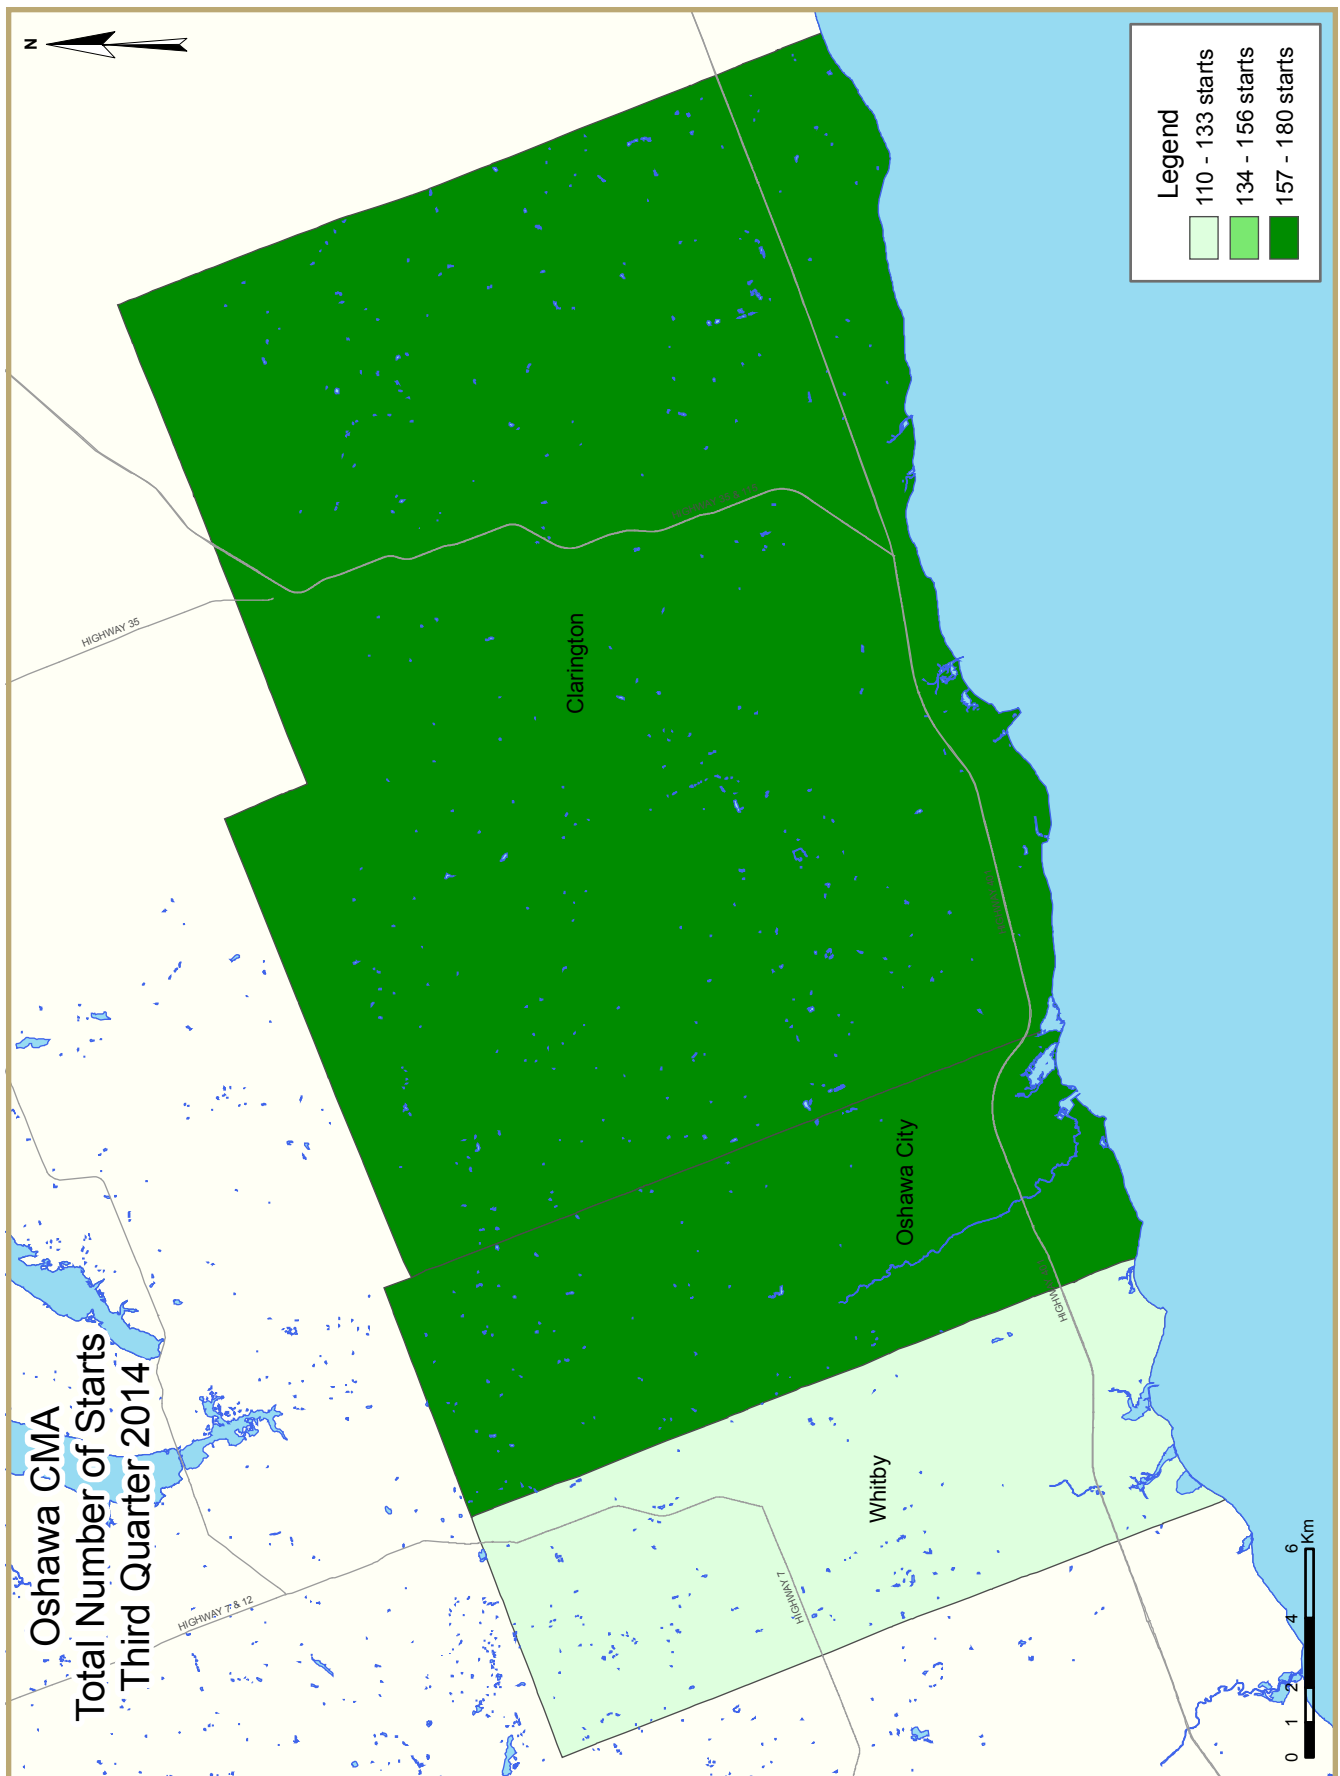 Oshawa CMA
Total Number of Starts
Third Quarter 2014
N
HIGHWAY 35
HIGHWAY 7 & 12
HIGHWAY 7
Clarington
Oshawa City
Whitby
Legend
110 - 133 starts
134 - 156 starts
157 - 180 starts
0 1 2 4 6
Km